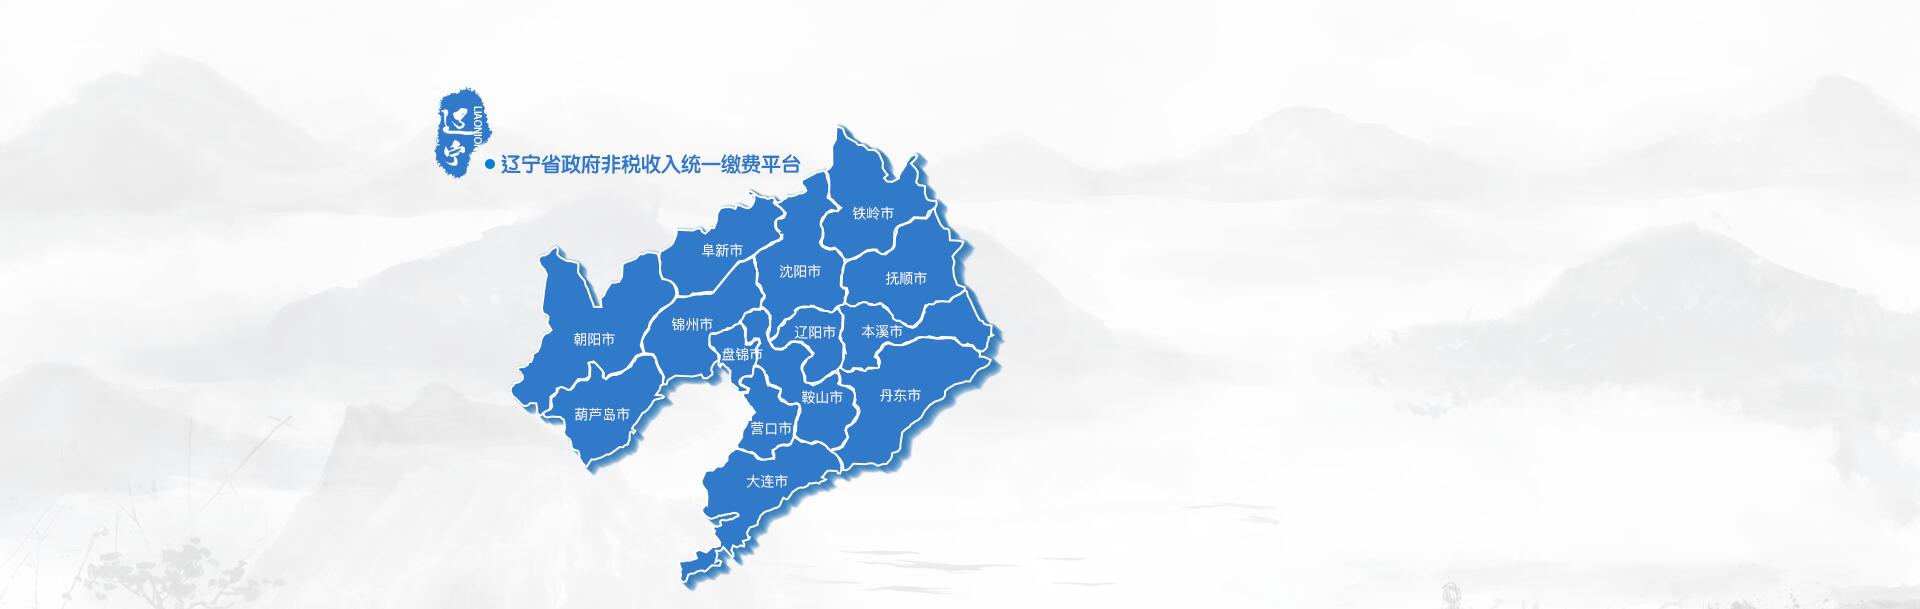 辽宁
LIAONION
辽宁省政府非税收入统一缴费平台
铁岭市
阜新市
沈阳市
抚顺市
锦州市
辽阳市
本溪市
朝阳市
盘锦市
鞍山市
丹东市
葫芦岛市
营口市
大连市